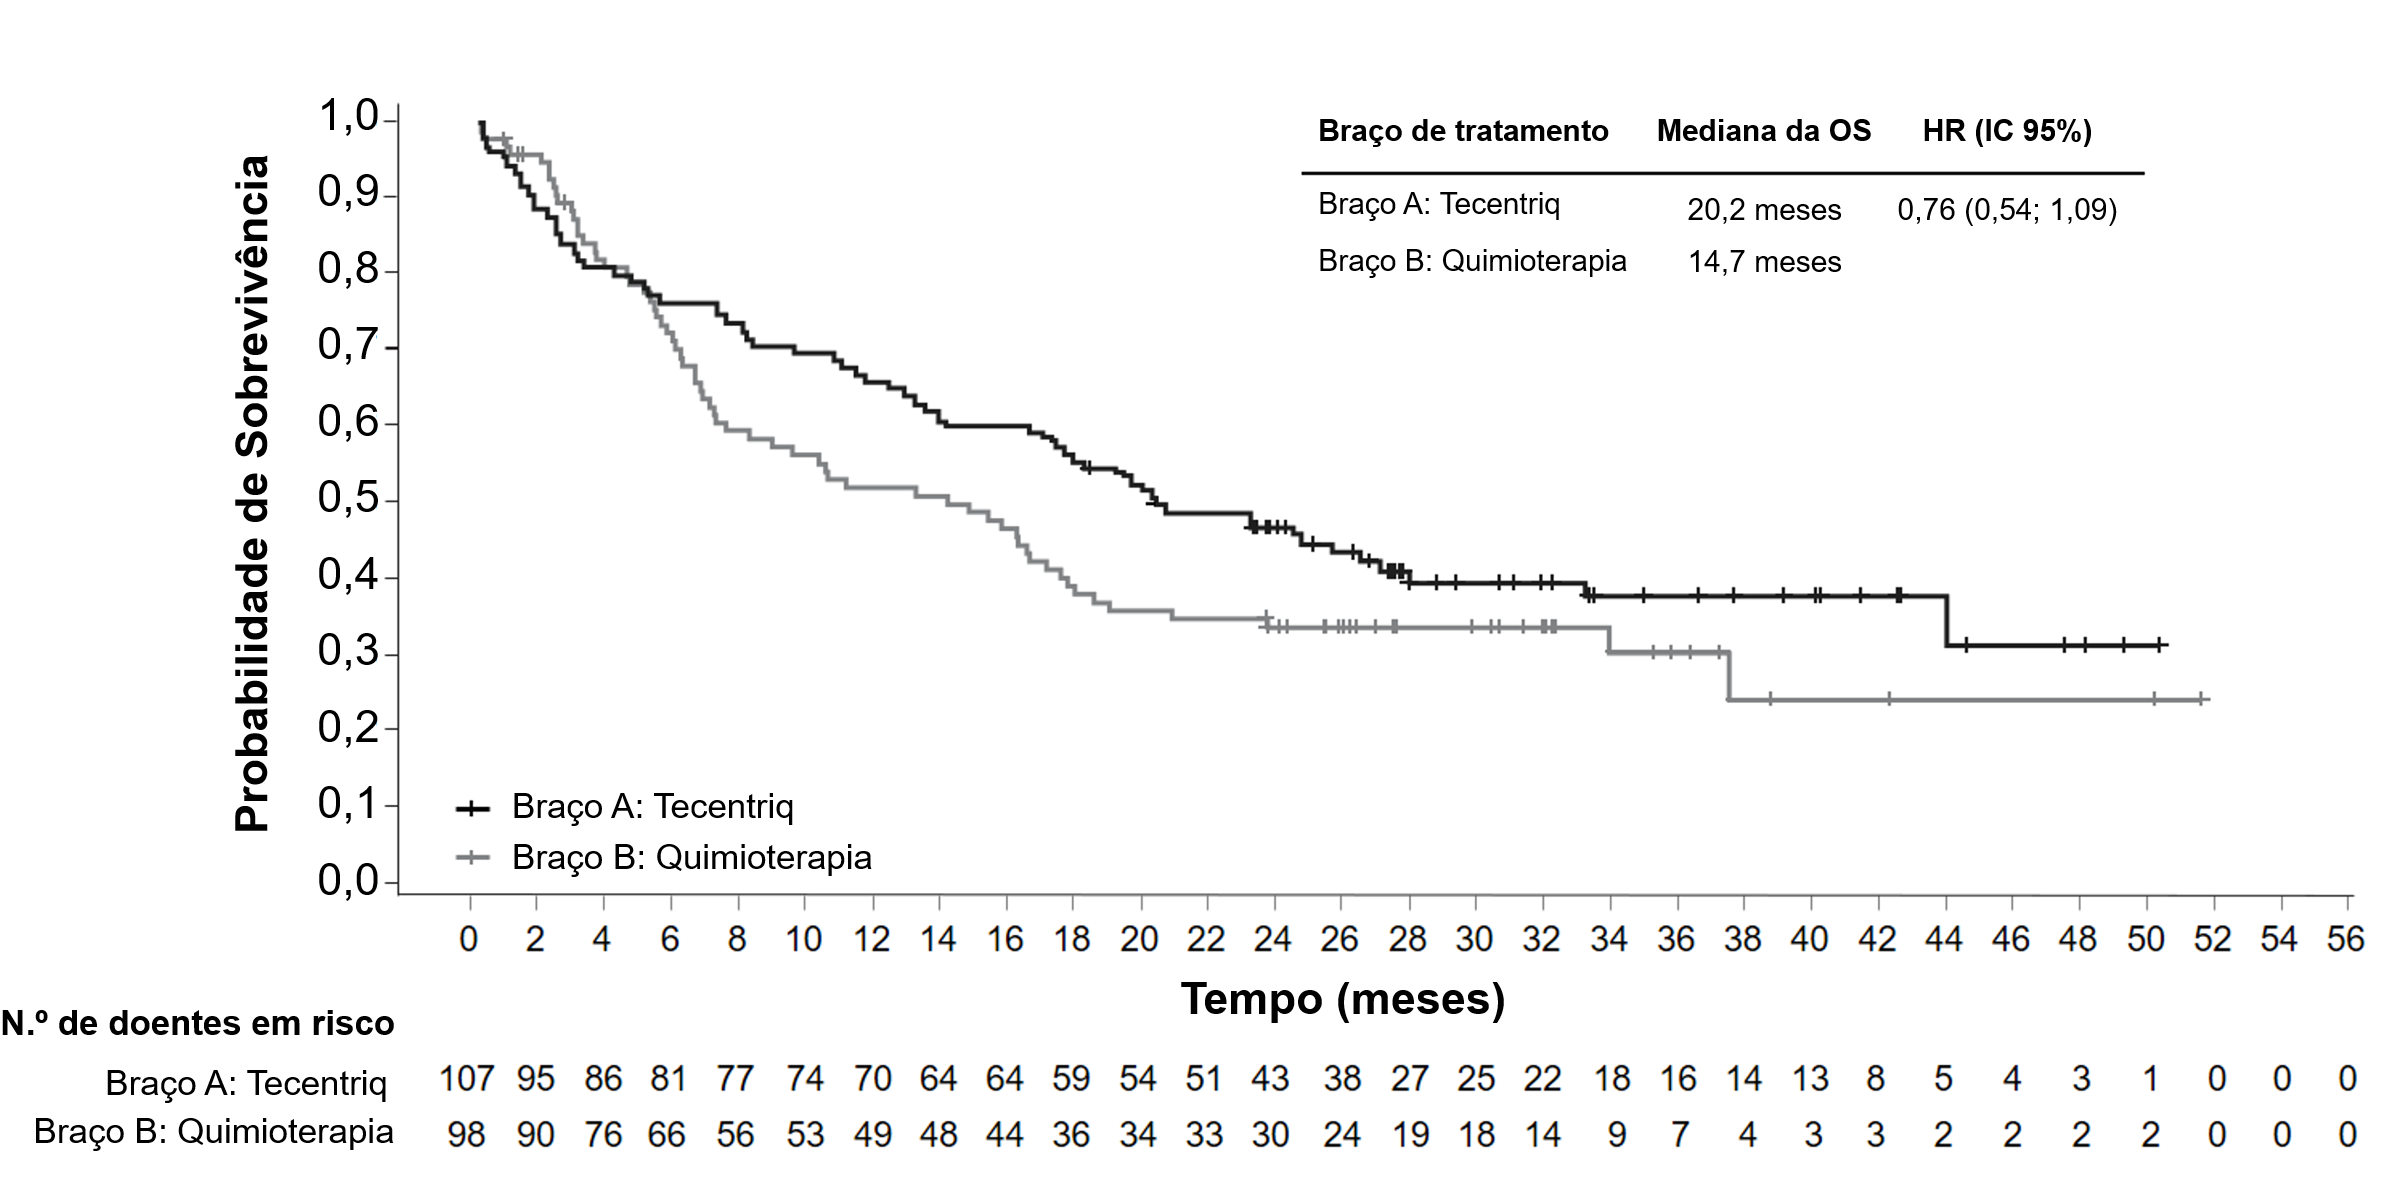 Braço de tratamento Mediana da OS HR (IC 95%)
Braço A: Tecentriq 20,2 meses 0,76 (0,54; 1,09)
Braço B: Quimioterapia 14,7 meses
Probabilidade de Sobrevivência
1,0
0,9
0,8
0,7
0,6
0,5
0,4
0,3
0,2
0,1
0,0
Braço A: Tecentriq
Braço B: Quimioterapia
0 2 4 6 8 10 12 14 16 18 20 22 24 26 28 30 32 34 36 38 40 42 44 46 48 50 52 54 56
Tempo (meses)
N.º de doentes em risco
Braço A: Tecentriq 107 95 86 81 77 74 70 64 64 59 54 51 43 38 27 25 22 18 16 14 13 8 5 4 3 1 0 0 0
Braço B: Quimioterapia 98 90 76 66 56 53 49 48 44 36 34 33 30 24 19 18 14 9 7 4 3 3 2 2 2 2 0 0 0